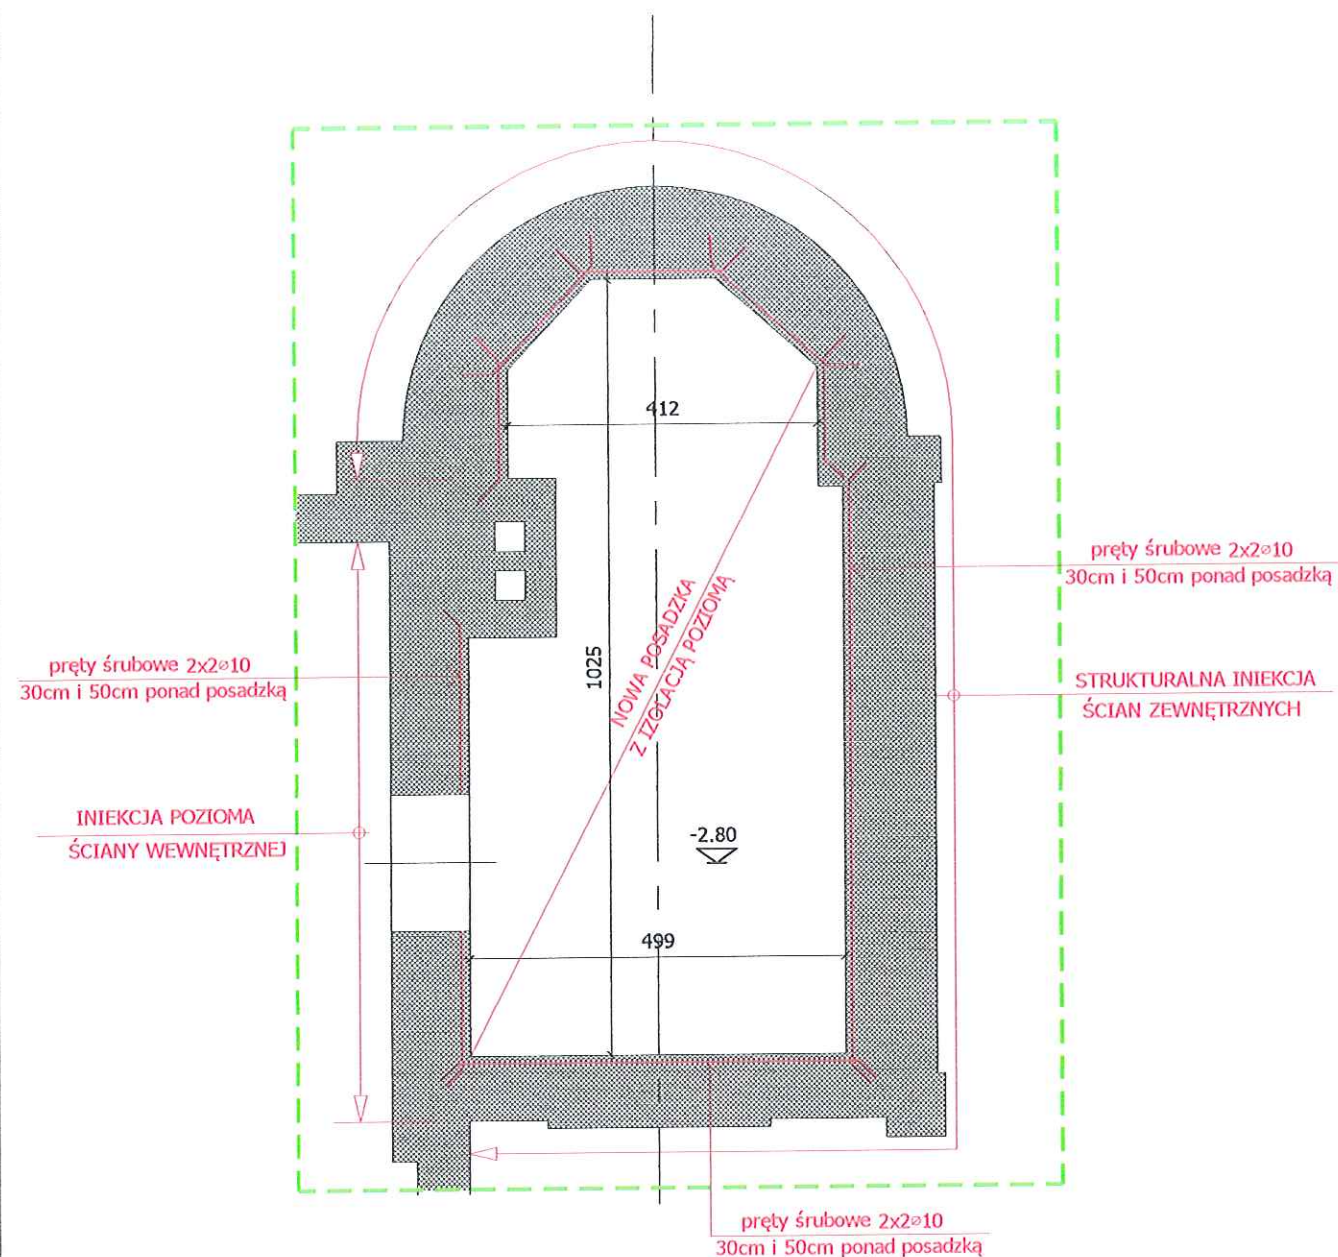 412
pręty śrubowe 2x2⌀10
30cm i 50cm ponad posadzką
NOWA POSADZKA
Z IZOLACJĄ POZIOMĄ
1025
pręty śrubowe 2x2⌀10
30cm i 50cm ponad posadzką
STRUKTURALNA INIEKCJA
ŚCIAN ZEWNĘTRZNYCH
INIEKCJA POZIOMA
ŚCIANY WEWNĘTRZNEJ
-2.80
499
pręty śrubowe 2x2⌀10
30cm i 50cm ponad posadzką